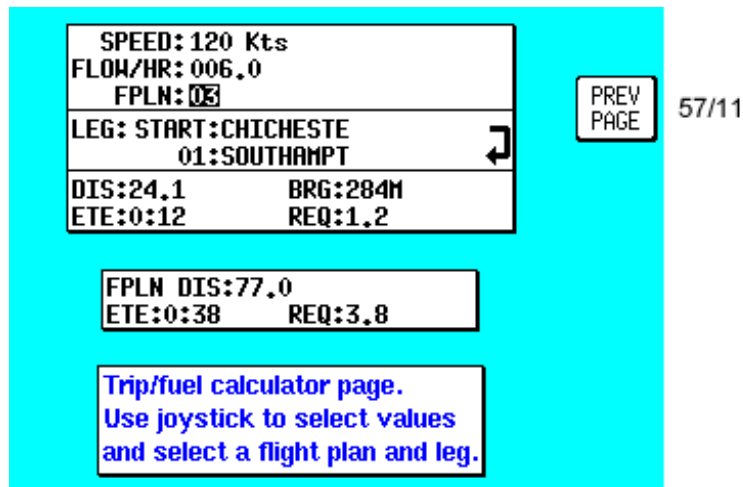 SPEED: 120 Kts
FLOW/HR: 006.0
FPLN: 03
LEG: START:CHICHESTE
01:SOUTHAMPT
DIS:24.1 BRG:284M
ETE:0:12 REQ:1.2
PREV
PAGE
57/11
FPLN DIS:77.0
ETE:0:38 REQ:3.8
Trip/fuel calculator page.
Use joystick to select values
and select a flight plan and leg.